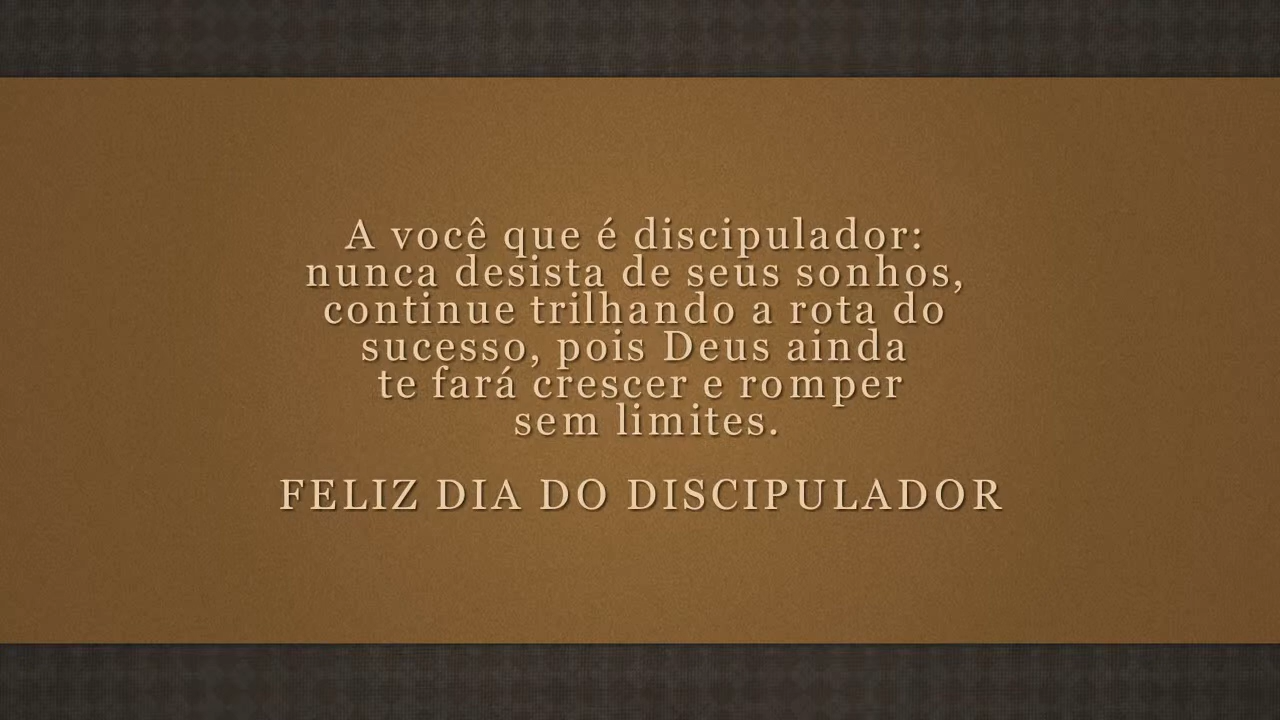 A você que é discipulador:
nunca desista de seus sonhos,
continue trilhando a rota do
sucesso, pois Deus ainda
te fará crescer e romper
sem limites.
FELIZ DIA DO DISCIPULADOR